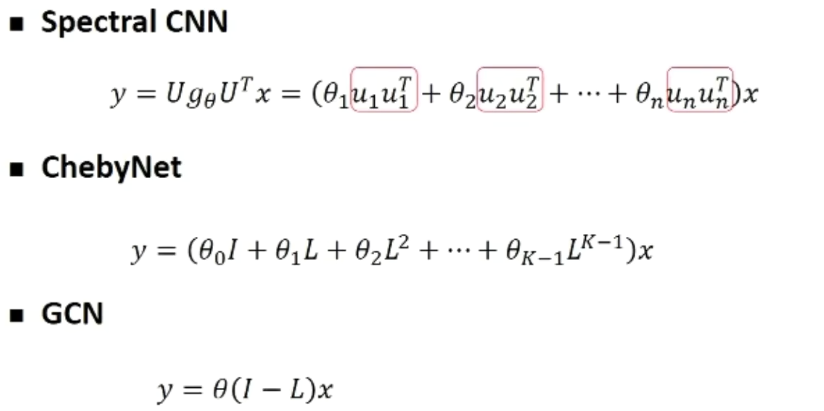 ▪ Spectral CNN
y = Ug_θU^T x = (θ_1u_1u_1^T + θ_2u_2u_2^T + ⋯ + θ_nu_nu_n^T)x
▪ ChebyNet
y = (θ_0I + θ_1L + θ_2L^2 + ⋯ + θ_{K−1}L^{K−1})x
▪ GCN
y = θ(I − L)x